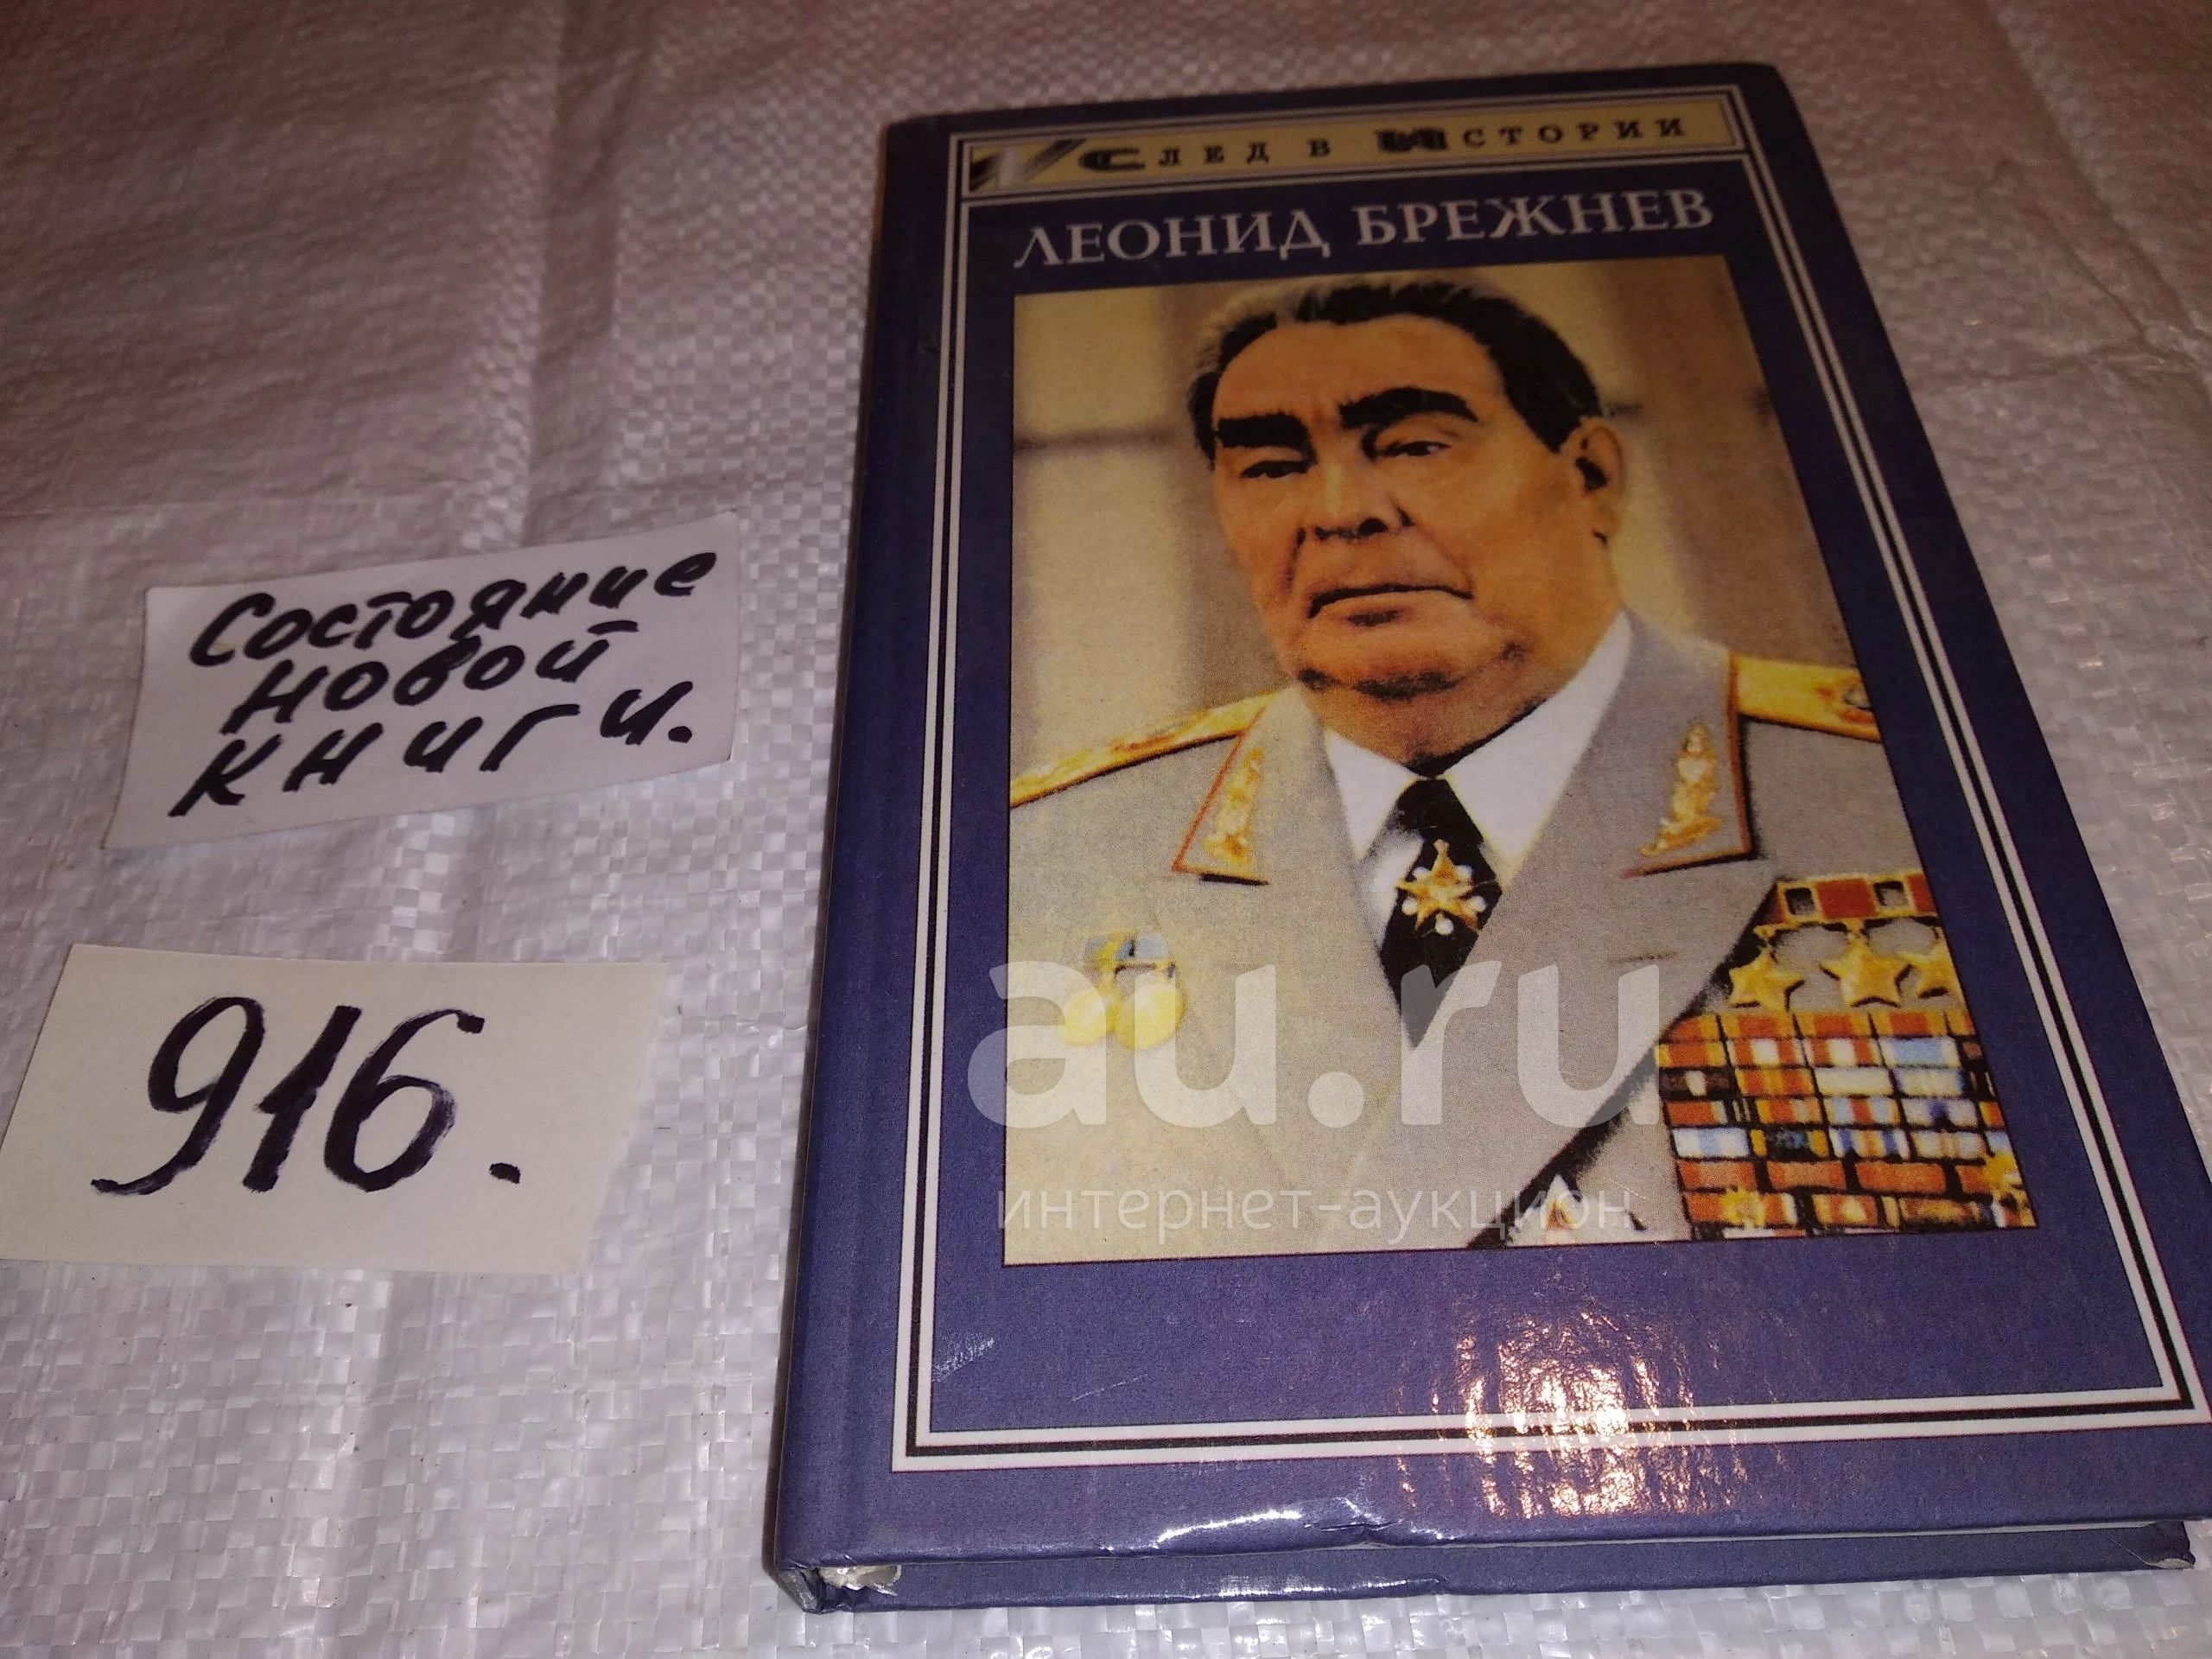 След в Истории
ЛЕОНИД БРЕЖНЕВ
Состояние
новой
книги.
916.
au.ru
интернет-аукцион